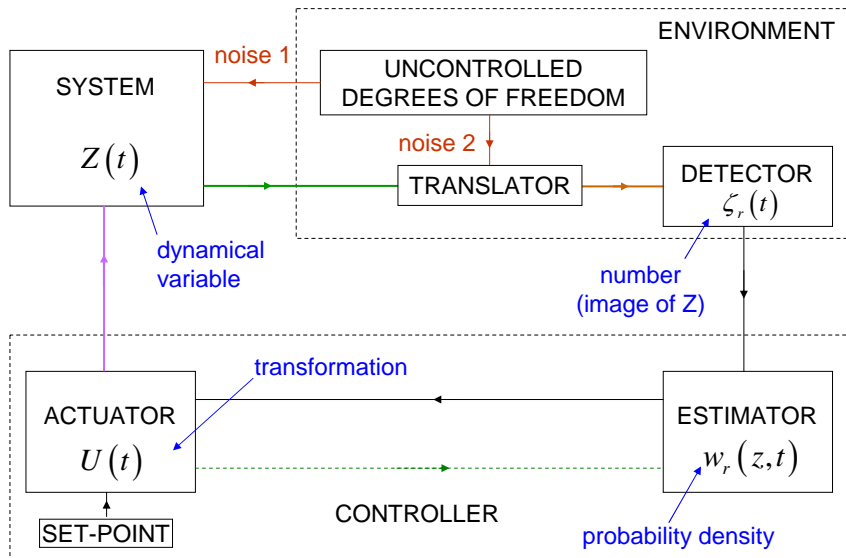 ENVIRONMENT
noise 1
SYSTEM
UNCONTROLLED
DEGREES OF FREEDOM
Z(t)
noise 2
TRANSLATOR
DETECTOR
ζ_r(t)
dynamical
variable
number
(image of Z)
transformation
ACTUATOR
U(t)
ESTIMATOR
w_r(z,t)
SET-POINT
CONTROLLER
probability density